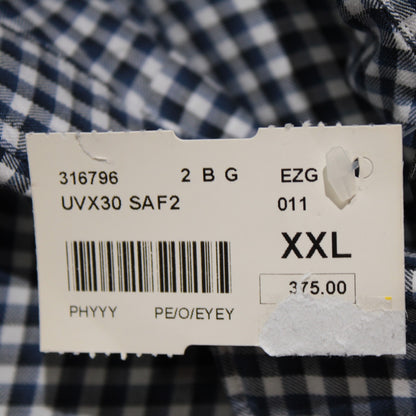 316796 2 B G EZG
UVX30 SAF2 011
XXL
375.00
PHYYY PE/O/EYEY